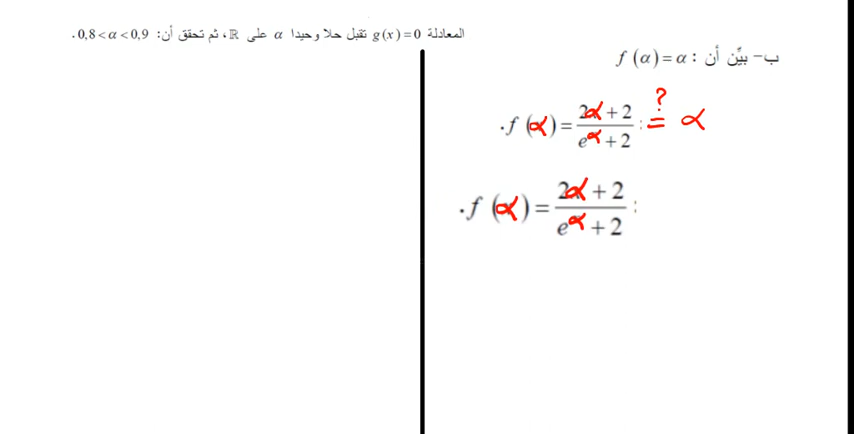 المعادلة g(x)=0 تقبل حلا وحيدا α على ℝ، ثم تحقق أن: 0,8<α<0,9.
ب- بيِّن أن : f(α)=α
.f(α)=(2α+2)/(e^α+2) : =? α
.f(α)=(2α+2)/(e^α+2) :